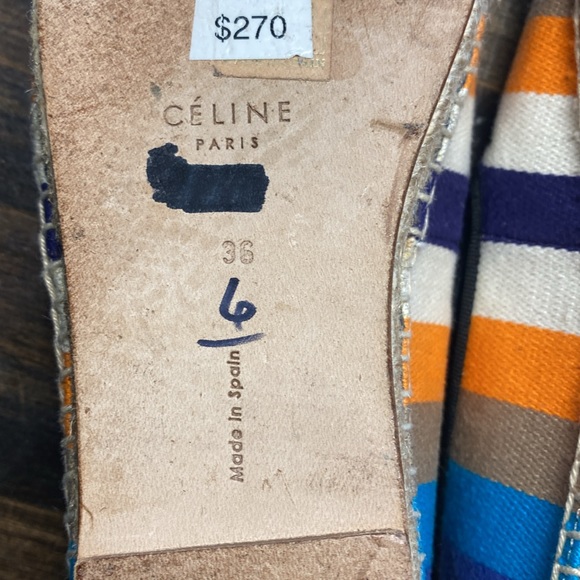 $270
CÉLINE
PARIS
36
6
Made in Spain